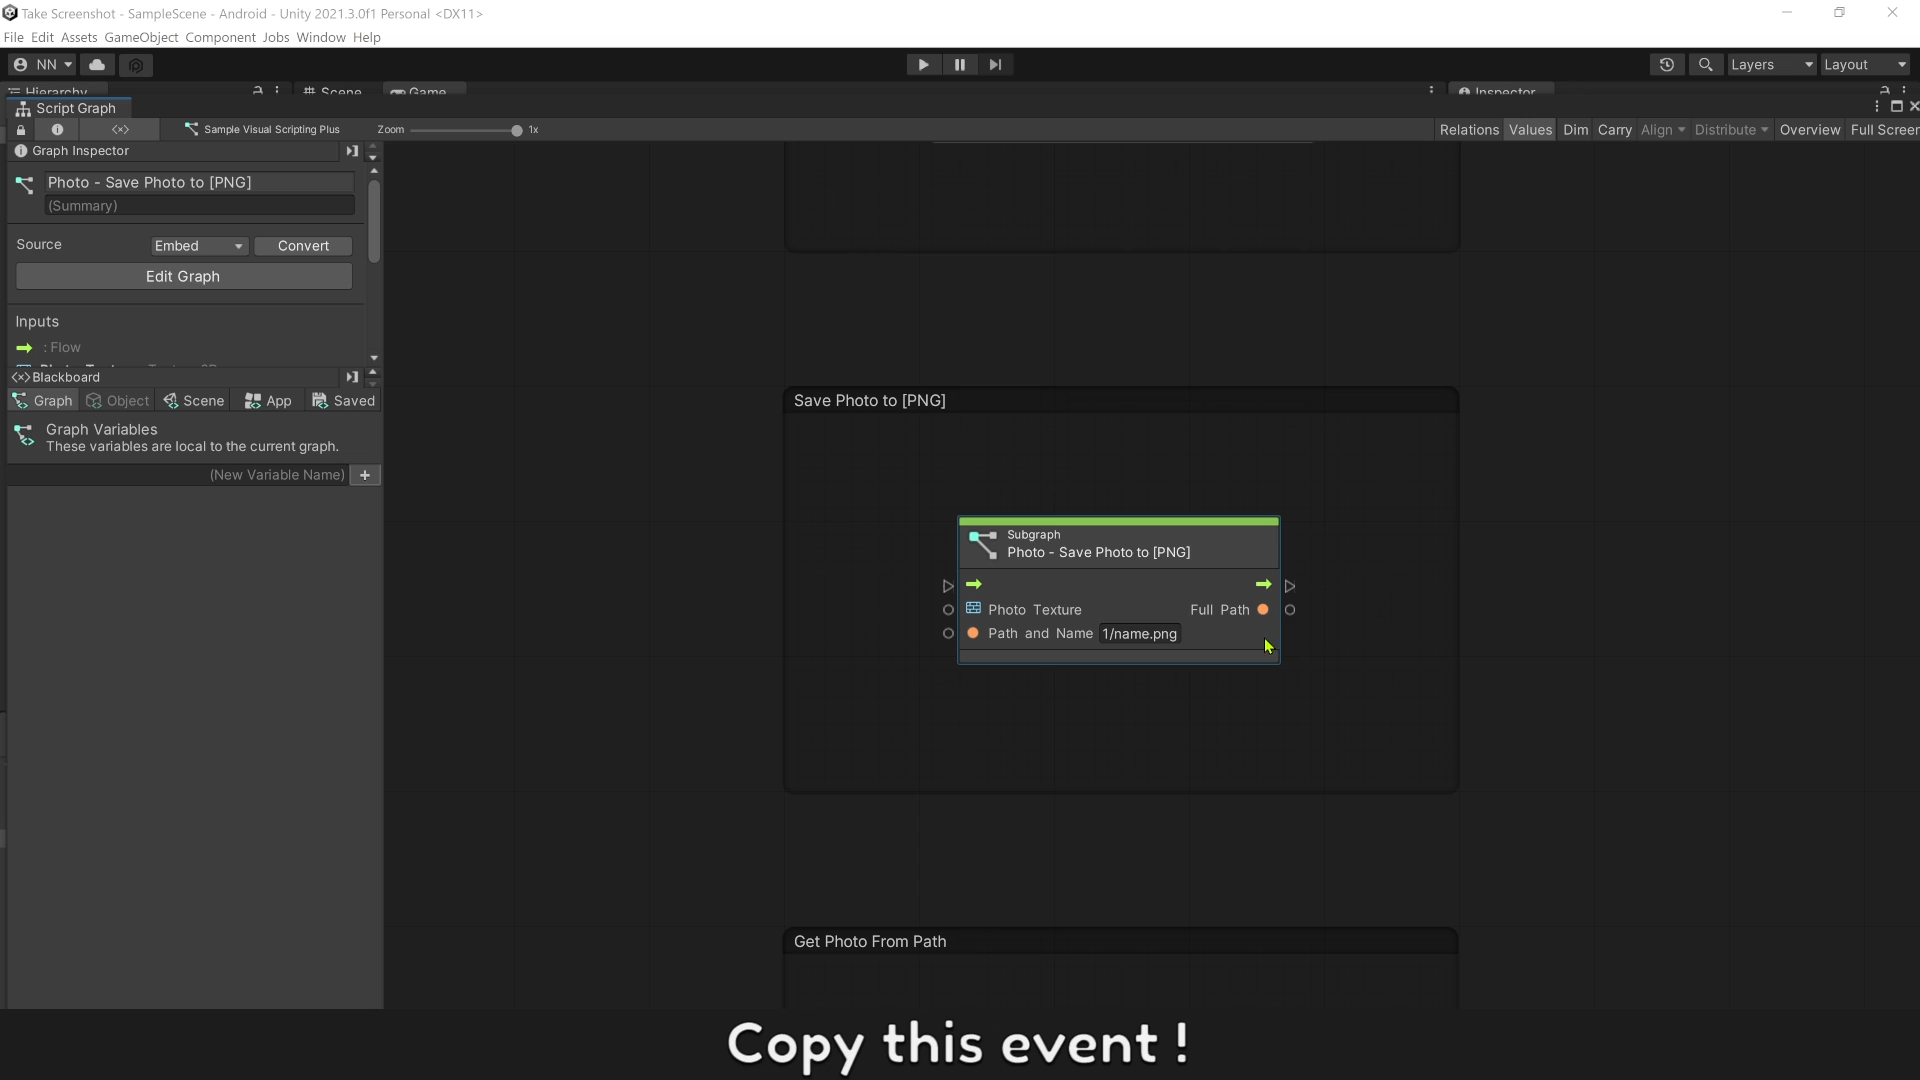 Take Screenshot - SampleScene - Android - Unity 2021.3.0f1 Personal <DX11>
File Edit Assets GameObject Component Jobs Window Help
NN
Layers
Layout
Hierarchy
Scene
Game
Inspector
Script Graph
Sample Visual Scripting Plus
Zoom
1x
Relations
Values
Dim
Carry
Align
Distribute
Overview
Full Screen
Graph Inspector
Photo - Save Photo to [PNG]
(Summary)
Source
Embed
Convert
Edit Graph
Inputs
: Flow
Blackboard
Graph
Object
Scene
App
Saved
Graph Variables
These variables are local to the current graph.
(New Variable Name)
+
Save Photo to [PNG]
Subgraph
Photo - Save Photo to [PNG]
Photo Texture
Full Path
Path and Name
1/name.png
Get Photo From Path
Copy this event !